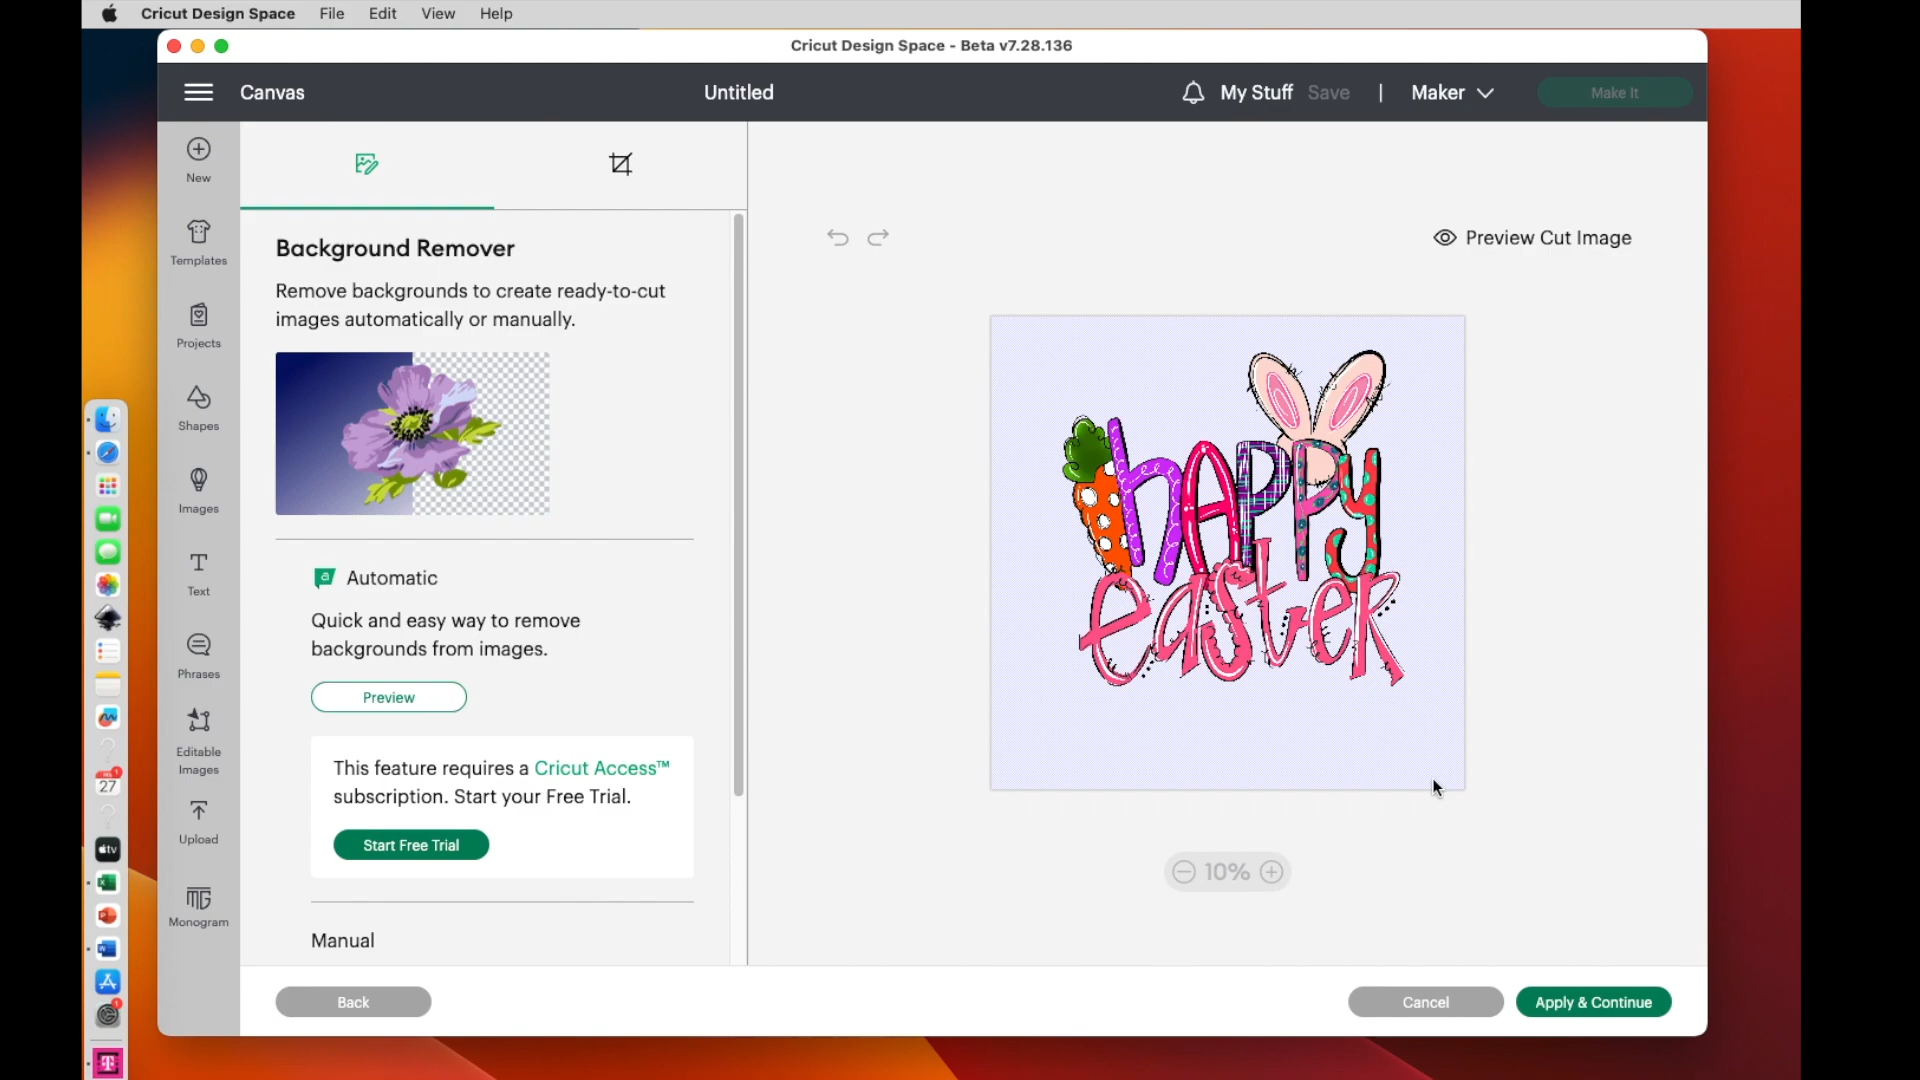 Cricut Design Space File Edit View Help
Cricut Design Space - Beta v7.28.136
Canvas
Untitled
My Stuff Save | Maker
Make It
New
Templates
Projects
Shapes
Images
Text
Phrases
Editable
Images
Upload
Monogram
Background Remover
Remove backgrounds to create ready-to-cut
images automatically or manually.
a Automatic
Quick and easy way to remove
backgrounds from images.
Preview
This feature requires a Cricut Access™
subscription. Start your Free Trial.
Start Free Trial
Manual
Preview Cut Image
hAPPy
easteR
10%
Back
Cancel
Apply & Continue
tv
27
T